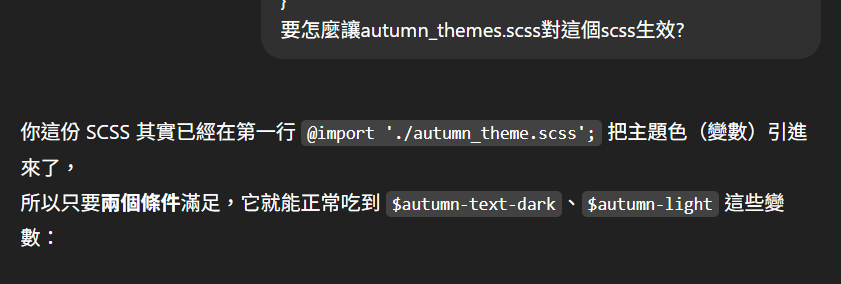 }
要怎麼讓autumn_themes.scss對這個scss生效?
你這份 SCSS 其實已經在第一行 @import './autumn_theme.scss'; 把主題色（變數）引進
來了，
所以只要兩個條件滿足，它就能正常吃到 $autumn-text-dark、$autumn-light 這些變
數：